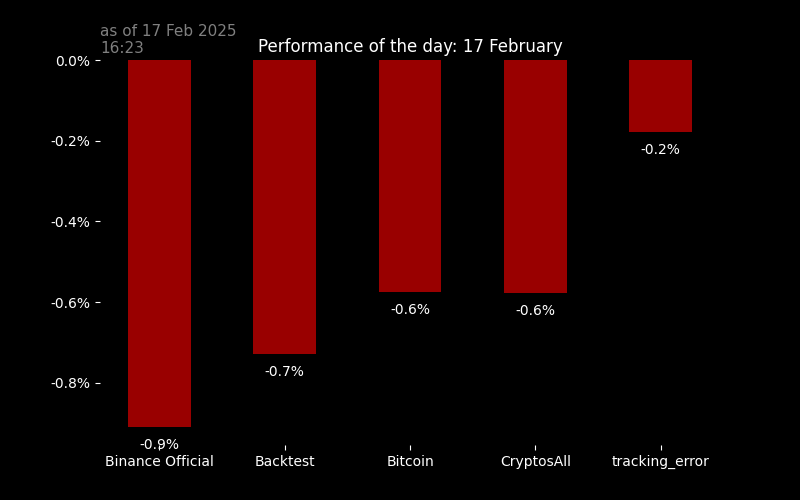 as of 17 Feb 2025
16:23
Performance of the day: 17 February
0.0%
-0.2%
-0.4%
-0.6%
-0.8%
-0.9%
-0.7%
-0.6%
-0.6%
-0.2%
Binance Official
Backtest
Bitcoin
CryptosAll
tracking_error